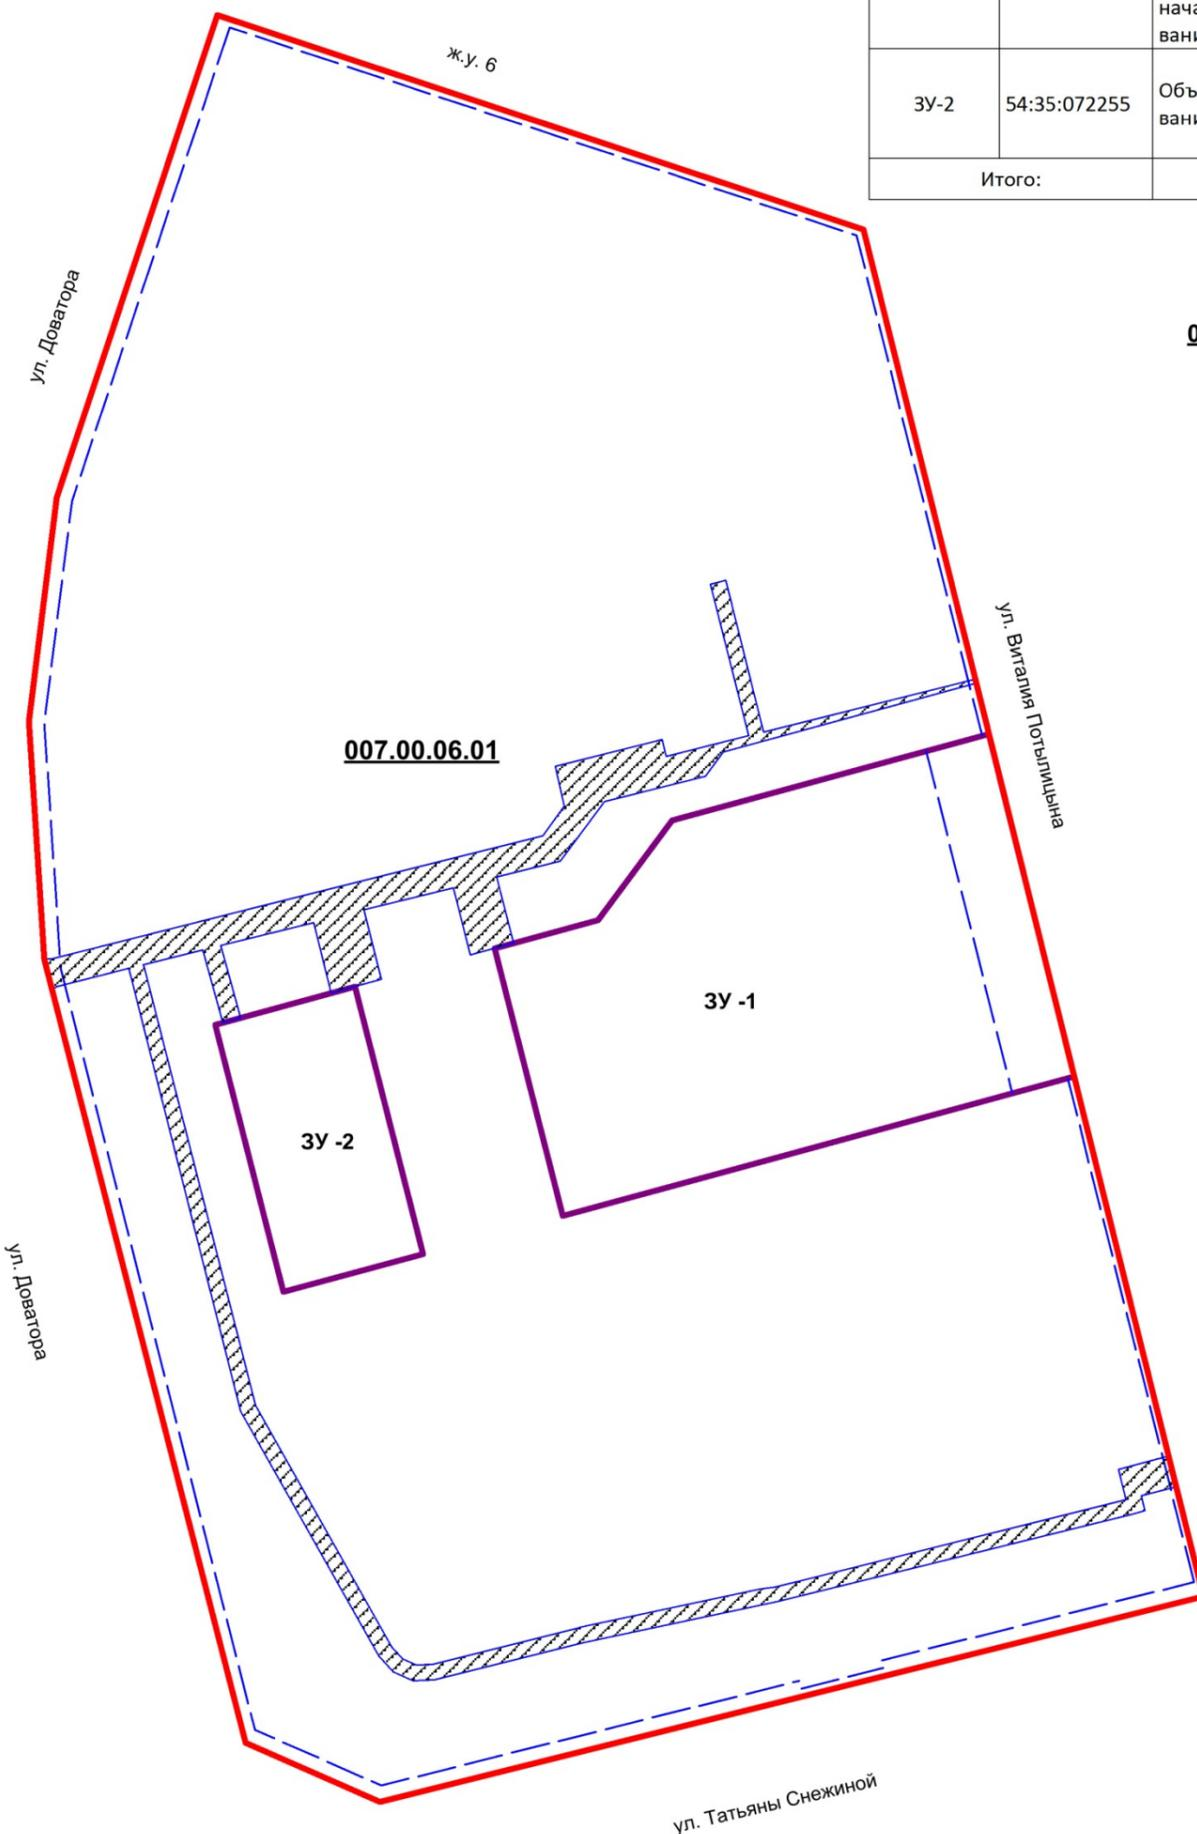 нача
вани
ЗУ-2 54:35:072255 Объ
вани
Итого:
ж.у. 6
ул. Доватора
0
ул. Виталия Потылицына
007.00.06.01
ЗУ -1
ЗУ -2
ул. Доватора
ул. Татьяны Снежиной